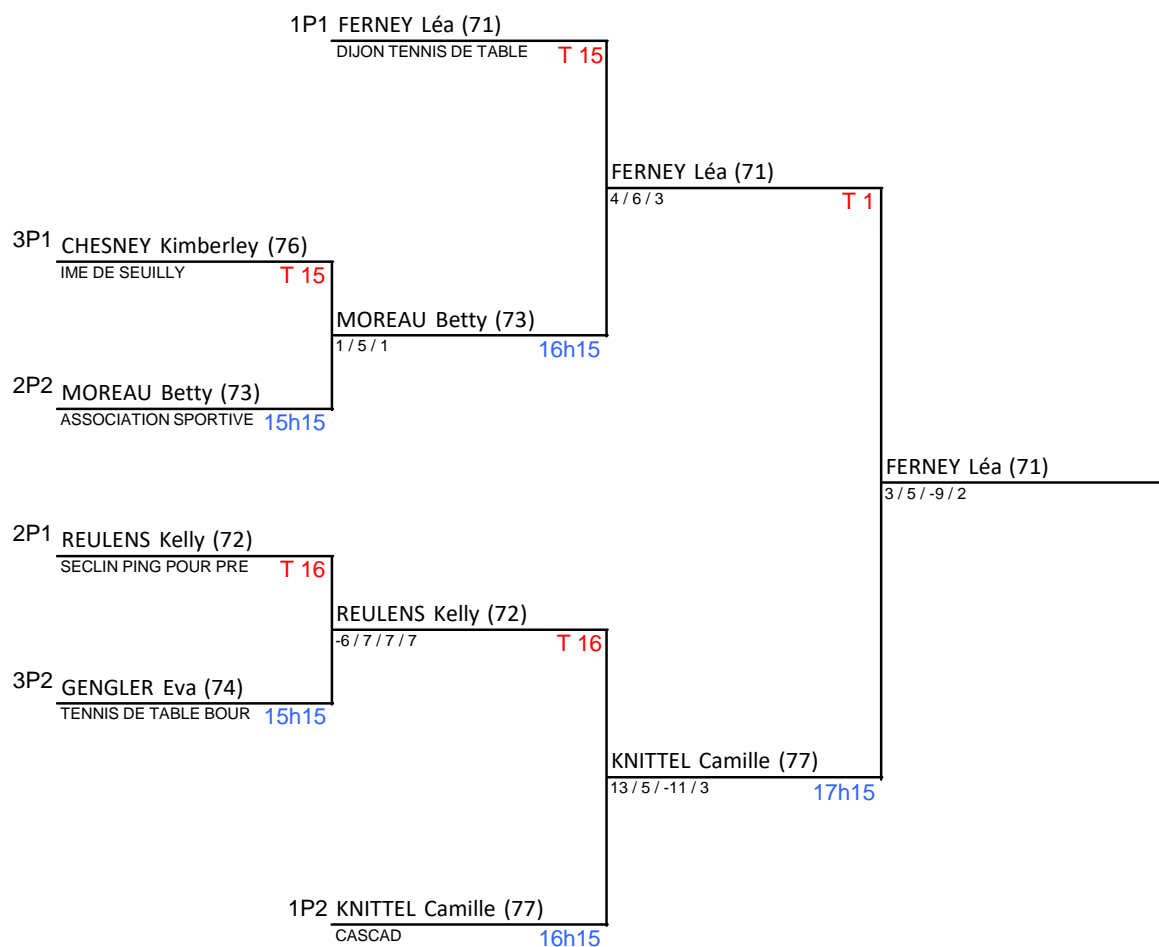 1P1 FERNEY Léa (71)
DIJON TENNIS DE TABLE T 15
FERNEY Léa (71)
4 / 6 / 3 T 1
3P1 CHESNEY Kimberley (76)
IME DE SEUILLY T 15
MOREAU Betty (73)
1 / 5 / 1 16h15
2P2 MOREAU Betty (73)
ASSOCIATION SPORTIVE 15h15
FERNEY Léa (71)
3 / 5 / -9 / 2
2P1 REULENS Kelly (72)
SECLIN PING POUR PRE T 16
REULENS Kelly (72)
-6 / 7 / 7 / 7 T 16
3P2 GENGLER Eva (74)
TENNIS DE TABLE BOUR 15h15
KNITTEL Camille (77)
13 / 5 / -11 / 3 17h15
1P2 KNITTEL Camille (77)
CASCAD 16h15